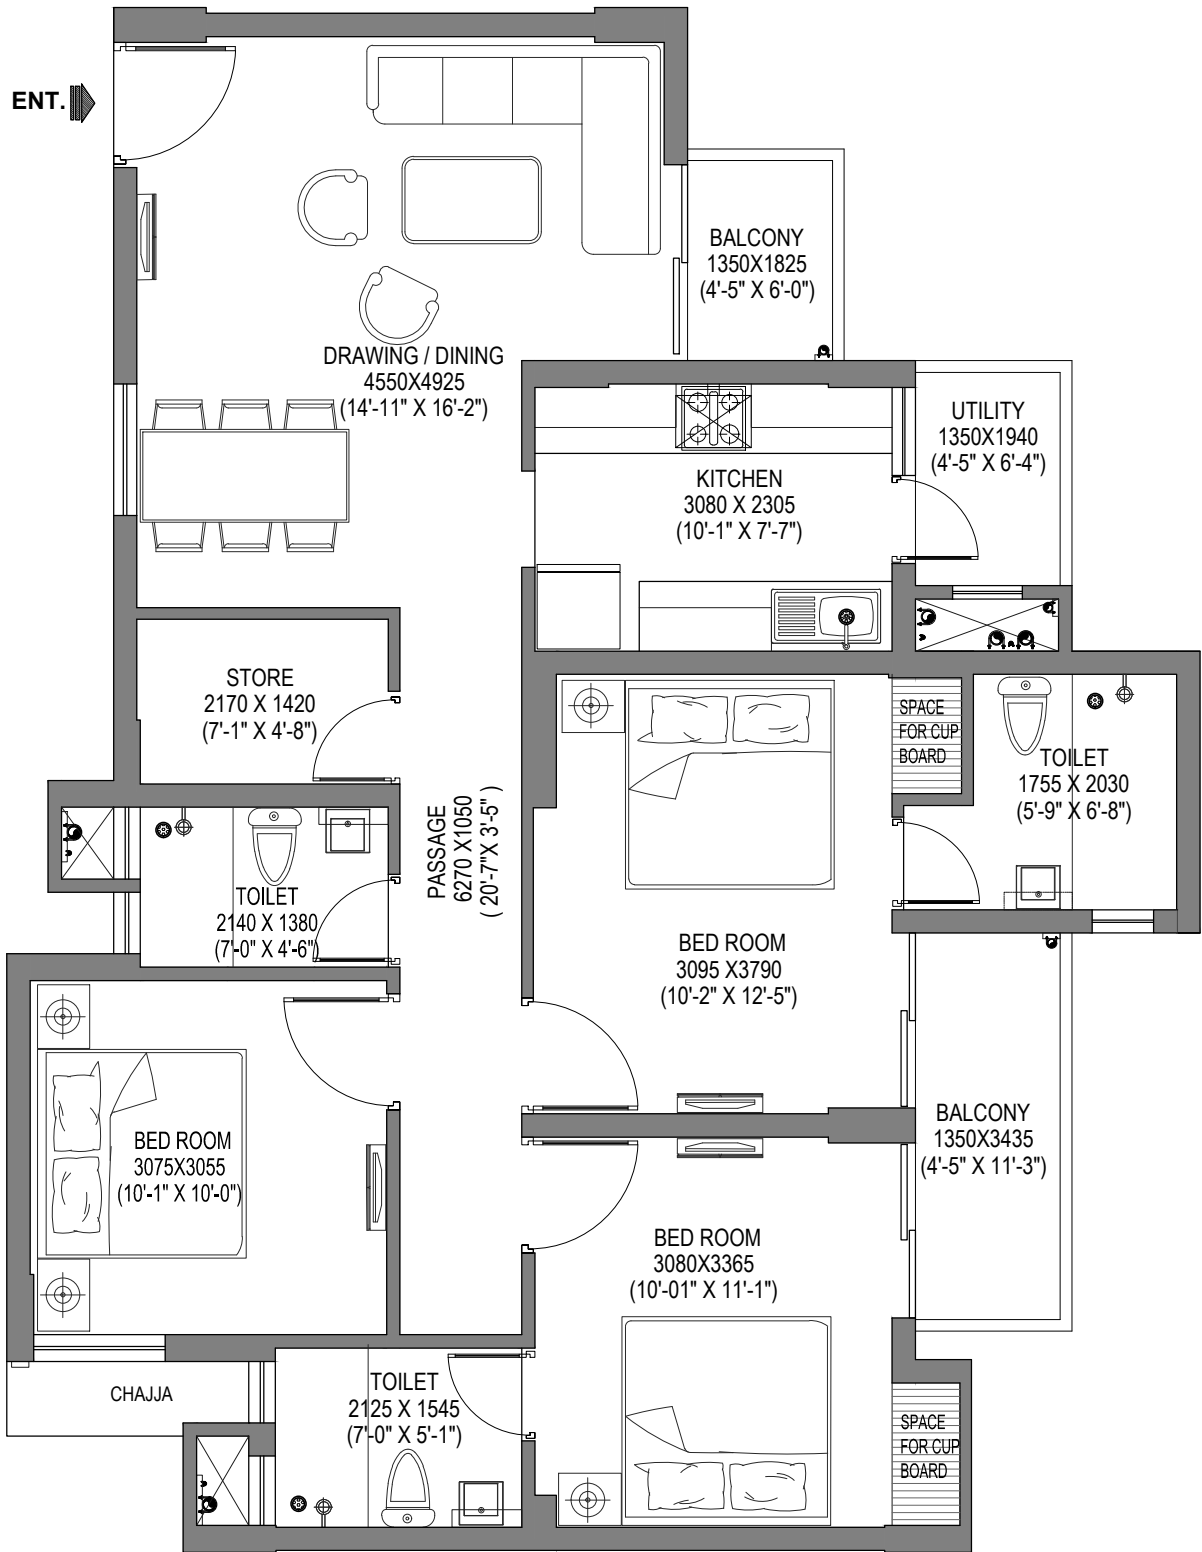 ENT.
BALCONY
1350X1825
(4'-5" X 6'-0")
DRAWING / DINING
4550X4925
(14'-11" X 16'-2")
UTILITY
1350X1940
(4'-5" X 6'-4")
KITCHEN
3080 X 2305
(10'-1" X 7'-7")
STORE
2170 X 1420
(7'-1" X 4'-8")
SPACE
FOR CUP
BOARD
TOILET
1755 X 2030
(5'-9" X 6'-8")
PASSAGE
6270 X1050
( 20'-7"X 3'-5" )
TOILET
2140 X 1380
(7'-0" X 4'-6")
BED ROOM
3095 X3790
(10'-2" X 12'-5")
BED ROOM
3075X3055
(10'-1" X 10'-0")
BALCONY
1350X3435
(4'-5" X 11'-3")
BED ROOM
3080X3365
(10'-01" X 11'-1")
CHAJJA
TOILET
2125 X 1545
(7'-0" X 5'-1")
SPACE
FOR CUP
BOARD